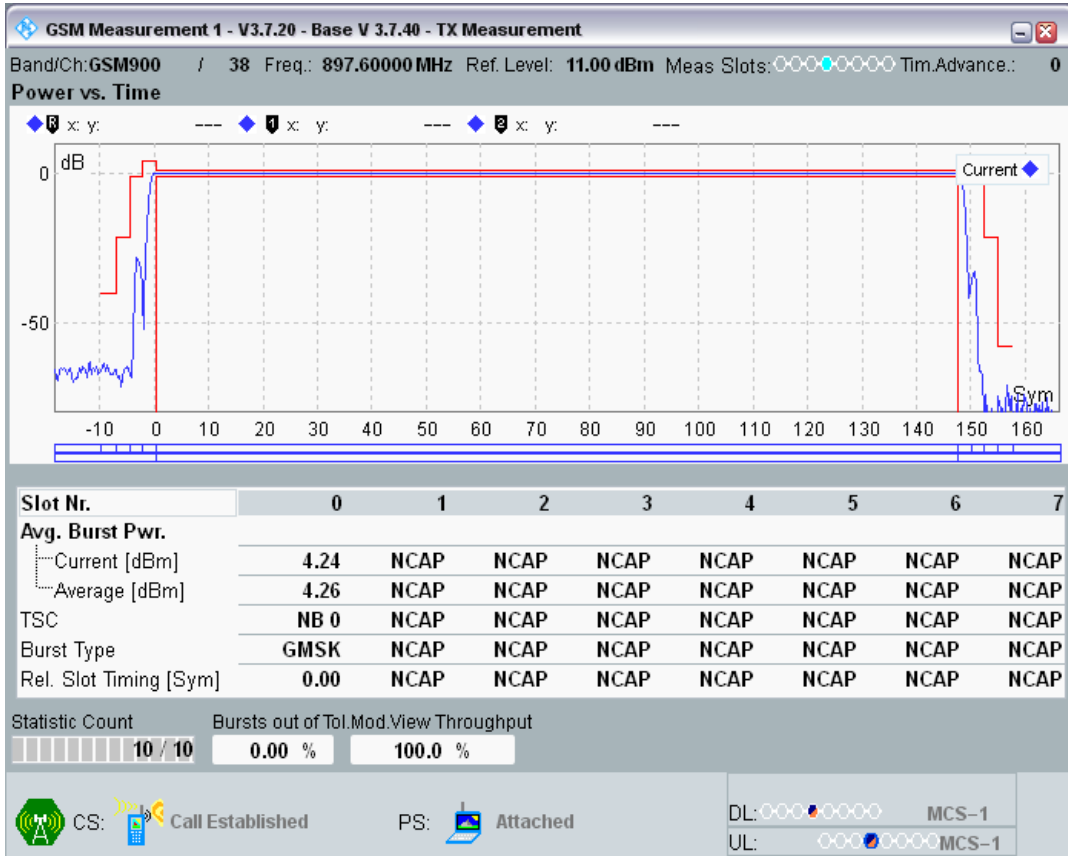 GSM Measurement 1 - V3.7.20 - Base V 3.7.40 - TX Measurement
Band/Ch:GSM900 / 38 Freq.: 897.60000 MHz Ref. Level: 11.00 dBm Meas Slots: Tim.Advance.: 0
Power vs. Time
R x: y: --- 1 x: y: --- 2 x: y: ---
dB
Current
0
-50
Sym
-10 0 10 20 30 40 50 60 70 80 90 100 110 120 130 140 150 160
Slot Nr. 0 1 2 3 4 5 6 7
Avg. Burst Pwr.
Current [dBm] 4.24 NCAP NCAP NCAP NCAP NCAP NCAP NCAP
Average [dBm] 4.26 NCAP NCAP NCAP NCAP NCAP NCAP NCAP
TSC NB 0 NCAP NCAP NCAP NCAP NCAP NCAP NCAP
Burst Type GMSK NCAP NCAP NCAP NCAP NCAP NCAP NCAP
Rel. Slot Timing [Sym] 0.00 NCAP NCAP NCAP NCAP NCAP NCAP NCAP
Statistic Count Bursts out of Tol.Mod.View Throughput
10 / 10 0.00 % 100.0 %
CS: Call Established PS: Attached
DL: MCS-1
UL: MCS-1